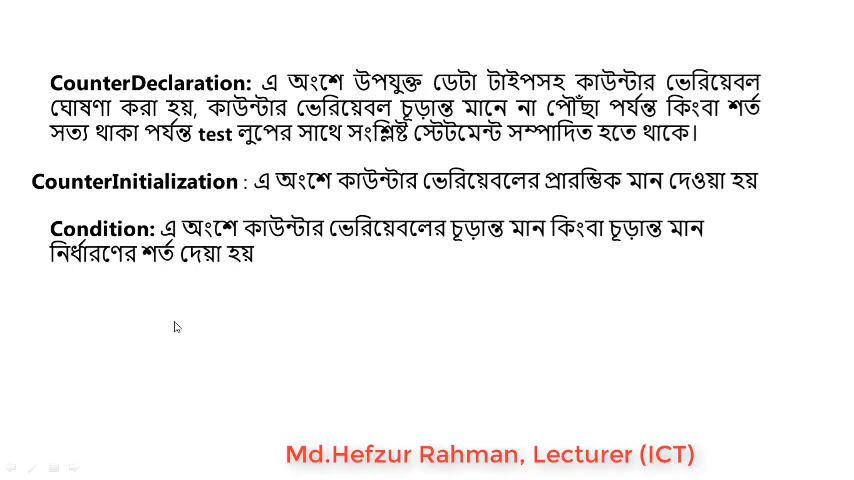 CounterDeclaration: এ অংশে উপযুক্ত ডেটা টাইপসহ কাউন্টার ভেরিয়েবল
ঘোষণা করা হয়, কাউন্টার ভেরিয়েবল চূড়ান্ত মানে না পৌঁছা পর্যন্ত কিংবা শর্ত
সত্য থাকা পর্যন্ত test লুপের সাথে সংশ্লিষ্ট স্টেটমেন্ট সম্পাদিত হতে থাকে।
CounterInitialization : এ অংশে কাউন্টার ভেরিয়েবলের প্রারম্ভিক মান দেওয়া হয়
Condition: এ অংশে কাউন্টার ভেরিয়েবলের চূড়ান্ত মান কিংবা চূড়ান্ত মান
নির্ধারণের শর্ত দেয়া হয়
Md.Hefzur Rahman, Lecturer (ICT)